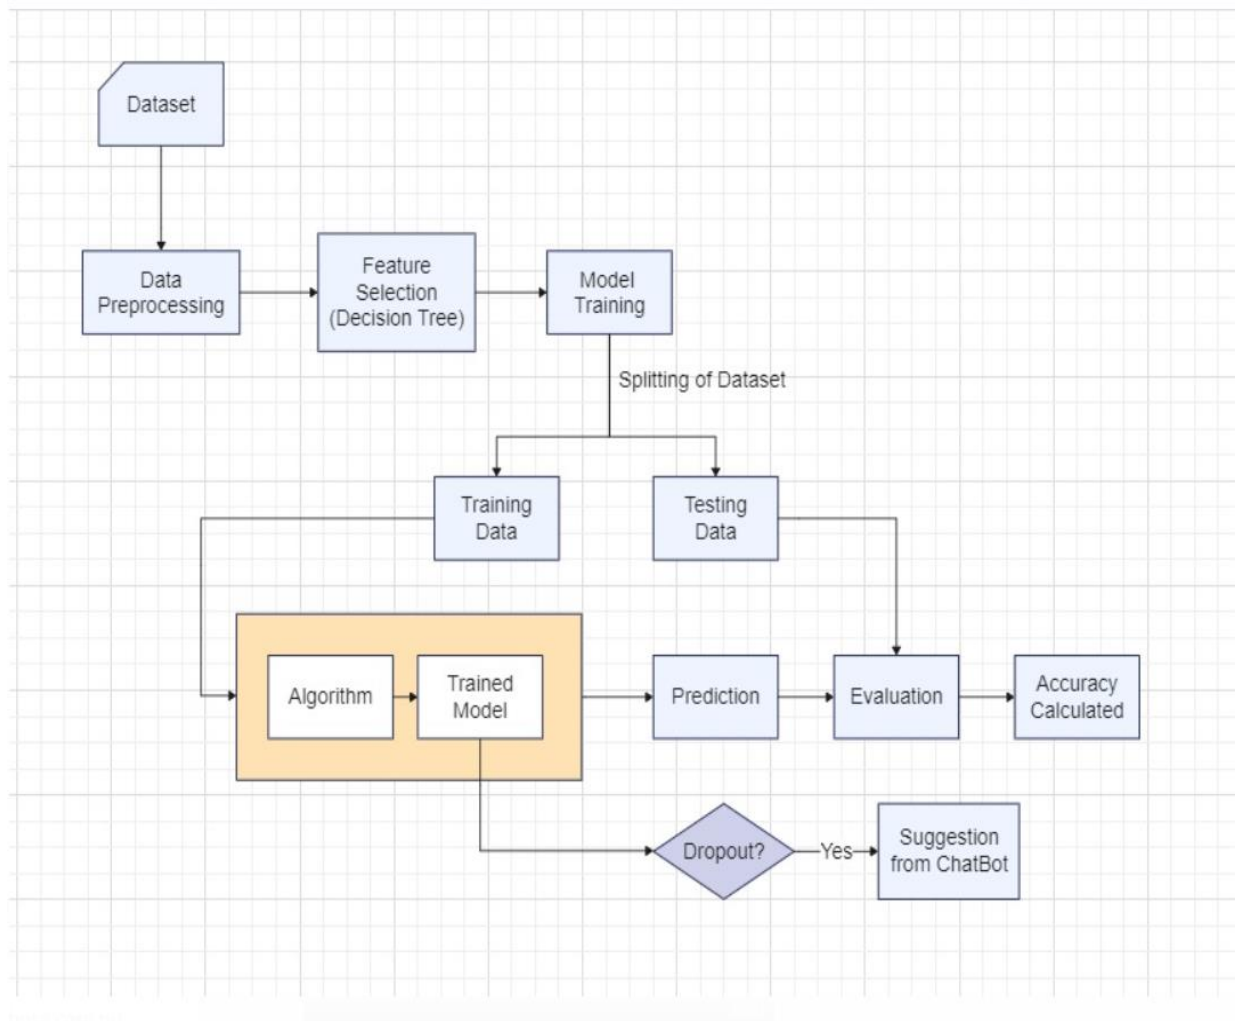 Dataset
Data
Preprocessing
Feature
Selection
(Decision Tree)
Model
Training
Splitting of Dataset
Training
Data
Testing
Data
Algorithm
Trained
Model
Prediction
Evaluation
Accuracy
Calculated
Dropout?
Yes
Suggestion
from ChatBot